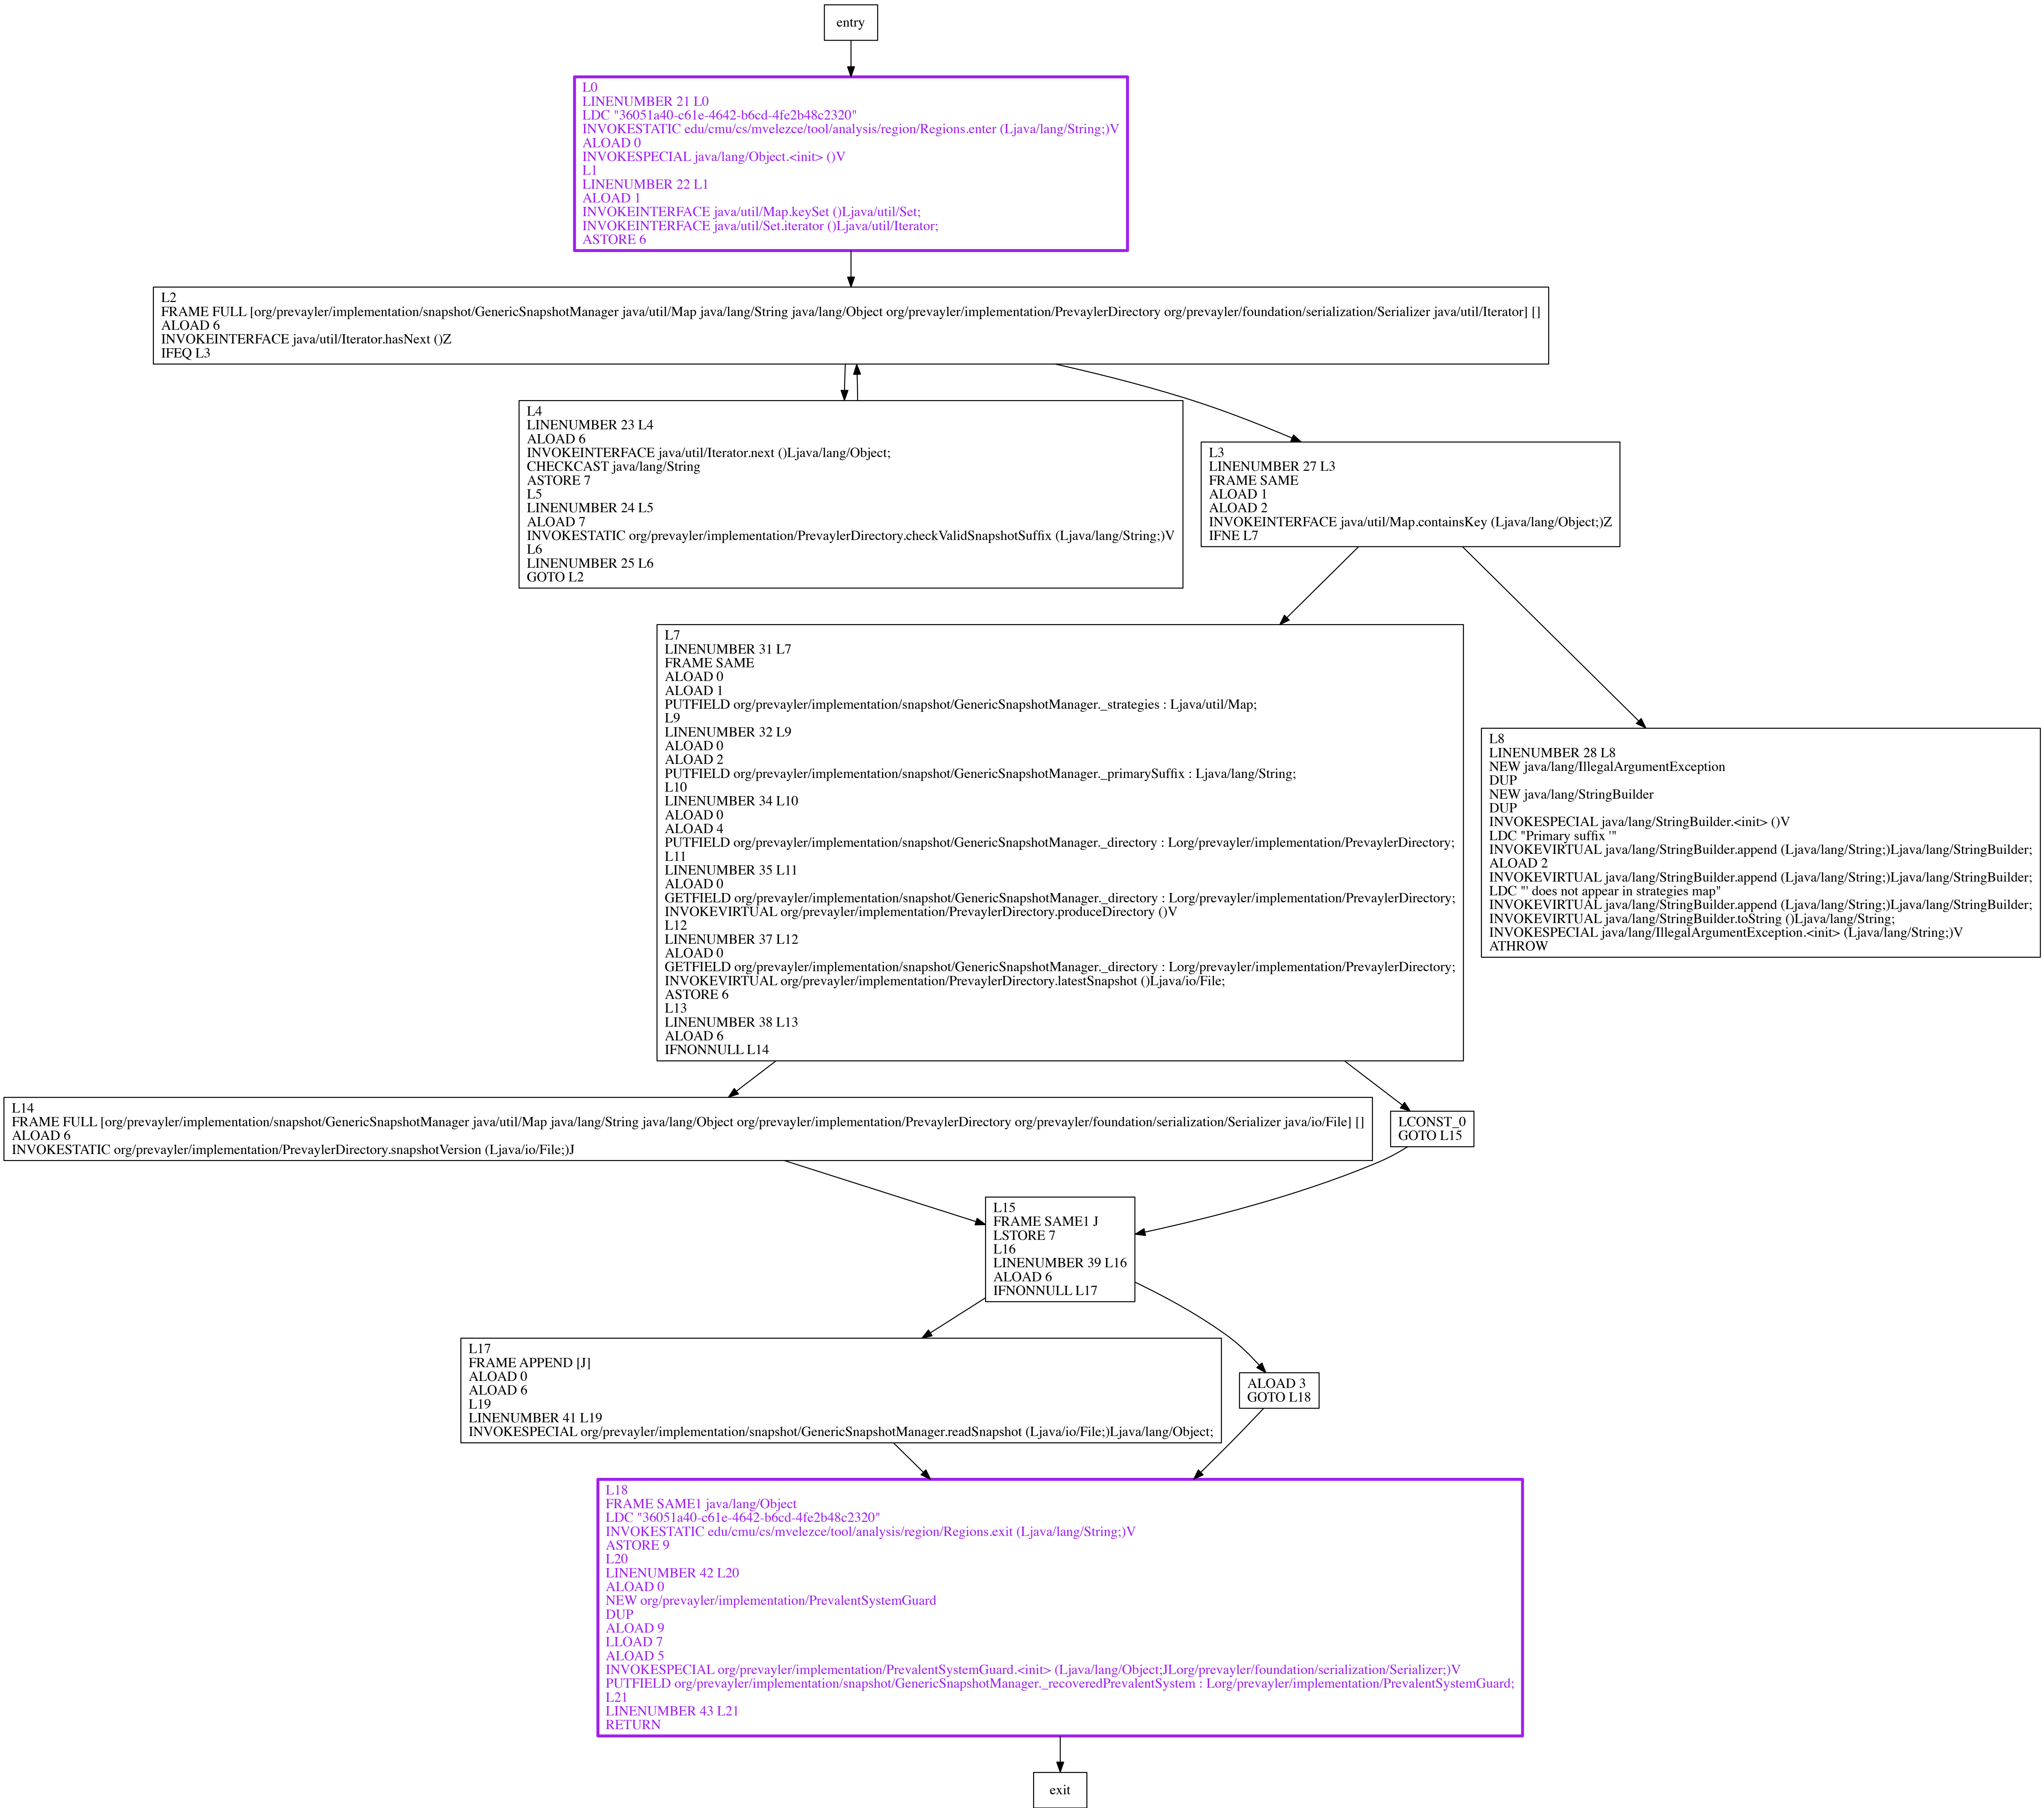 entry
L0
LINENUMBER 21 L0
LDC "36051a40-c61e-4642-b6cd-4fe2b48c2320"
INVOKESTATIC edu/cmu/cs/mvelezce/tool/analysis/region/Regions.enter (Ljava/lang/String;)V
ALOAD 0
INVOKESPECIAL java/lang/Object.<init> ()V
L1
LINENUMBER 22 L1
ALOAD 1
INVOKEINTERFACE java/util/Map.keySet ()Ljava/util/Set;
INVOKEINTERFACE java/util/Set.iterator ()Ljava/util/Iterator;
ASTORE 6
L2
FRAME FULL [org/prevayler/implementation/snapshot/GenericSnapshotManager java/util/Map java/lang/String java/lang/Object org/prevayler/implementation/PrevaylerDirectory org/prevayler/foundation/serialization/Serializer java/util/Iterator] []
ALOAD 6
INVOKEINTERFACE java/util/Iterator.hasNext ()Z
IFEQ L3
L4
LINENUMBER 23 L4
ALOAD 6
INVOKEINTERFACE java/util/Iterator.next ()Ljava/lang/Object;
CHECKCAST java/lang/String
ASTORE 7
L5
LINENUMBER 24 L5
ALOAD 7
INVOKESTATIC org/prevayler/implementation/PrevaylerDirectory.checkValidSnapshotSuffix (Ljava/lang/String;)V
L6
LINENUMBER 25 L6
GOTO L2
L3
LINENUMBER 27 L3
FRAME SAME
ALOAD 1
ALOAD 2
INVOKEINTERFACE java/util/Map.containsKey (Ljava/lang/Object;)Z
IFNE L7
L7
LINENUMBER 31 L7
FRAME SAME
ALOAD 0
ALOAD 1
PUTFIELD org/prevayler/implementation/snapshot/GenericSnapshotManager._strategies : Ljava/util/Map;
L9
LINENUMBER 32 L9
ALOAD 0
ALOAD 2
PUTFIELD org/prevayler/implementation/snapshot/GenericSnapshotManager._primarySuffix : Ljava/lang/String;
L10
LINENUMBER 34 L10
ALOAD 0
ALOAD 4
PUTFIELD org/prevayler/implementation/snapshot/GenericSnapshotManager._directory : Lorg/prevayler/implementation/PrevaylerDirectory;
L11
LINENUMBER 35 L11
ALOAD 0
GETFIELD org/prevayler/implementation/snapshot/GenericSnapshotManager._directory : Lorg/prevayler/implementation/PrevaylerDirectory;
INVOKEVIRTUAL org/prevayler/implementation/PrevaylerDirectory.produceDirectory ()V
L12
LINENUMBER 37 L12
ALOAD 0
GETFIELD org/prevayler/implementation/snapshot/GenericSnapshotManager._directory : Lorg/prevayler/implementation/PrevaylerDirectory;
INVOKEVIRTUAL org/prevayler/implementation/PrevaylerDirectory.latestSnapshot ()Ljava/io/File;
ASTORE 6
L13
LINENUMBER 38 L13
ALOAD 6
IFNONNULL L14
L8
LINENUMBER 28 L8
NEW java/lang/IllegalArgumentException
DUP
NEW java/lang/StringBuilder
DUP
INVOKESPECIAL java/lang/StringBuilder.<init> ()V
LDC "Primary suffix '"
INVOKEVIRTUAL java/lang/StringBuilder.append (Ljava/lang/String;)Ljava/lang/StringBuilder;
ALOAD 2
INVOKEVIRTUAL java/lang/StringBuilder.append (Ljava/lang/String;)Ljava/lang/StringBuilder;
LDC "' does not appear in strategies map"
INVOKEVIRTUAL java/lang/StringBuilder.append (Ljava/lang/String;)Ljava/lang/StringBuilder;
INVOKEVIRTUAL java/lang/StringBuilder.toString ()Ljava/lang/String;
INVOKESPECIAL java/lang/IllegalArgumentException.<init> (Ljava/lang/String;)V
ATHROW
L14
FRAME FULL [org/prevayler/implementation/snapshot/GenericSnapshotManager java/util/Map java/lang/String java/lang/Object org/prevayler/implementation/PrevaylerDirectory org/prevayler/foundation/serialization/Serializer java/io/File] []
ALOAD 6
INVOKESTATIC org/prevayler/implementation/PrevaylerDirectory.snapshotVersion (Ljava/io/File;)J
LCONST_0
GOTO L15
L15
FRAME SAME1 J
LSTORE 7
L16
LINENUMBER 39 L16
ALOAD 6
IFNONNULL L17
L17
FRAME APPEND [J]
ALOAD 0
ALOAD 6
L19
LINENUMBER 41 L19
INVOKESPECIAL org/prevayler/implementation/snapshot/GenericSnapshotManager.readSnapshot (Ljava/io/File;)Ljava/lang/Object;
ALOAD 3
GOTO L18
L18
FRAME SAME1 java/lang/Object
LDC "36051a40-c61e-4642-b6cd-4fe2b48c2320"
INVOKESTATIC edu/cmu/cs/mvelezce/tool/analysis/region/Regions.exit (Ljava/lang/String;)V
ASTORE 9
L20
LINENUMBER 42 L20
ALOAD 0
NEW org/prevayler/implementation/PrevalentSystemGuard
DUP
ALOAD 9
LLOAD 7
ALOAD 5
INVOKESPECIAL org/prevayler/implementation/PrevalentSystemGuard.<init> (Ljava/lang/Object;JLorg/prevayler/foundation/serialization/Serializer;)V
PUTFIELD org/prevayler/implementation/snapshot/GenericSnapshotManager._recoveredPrevalentSystem : Lorg/prevayler/implementation/PrevalentSystemGuard;
L21
LINENUMBER 43 L21
RETURN
exit